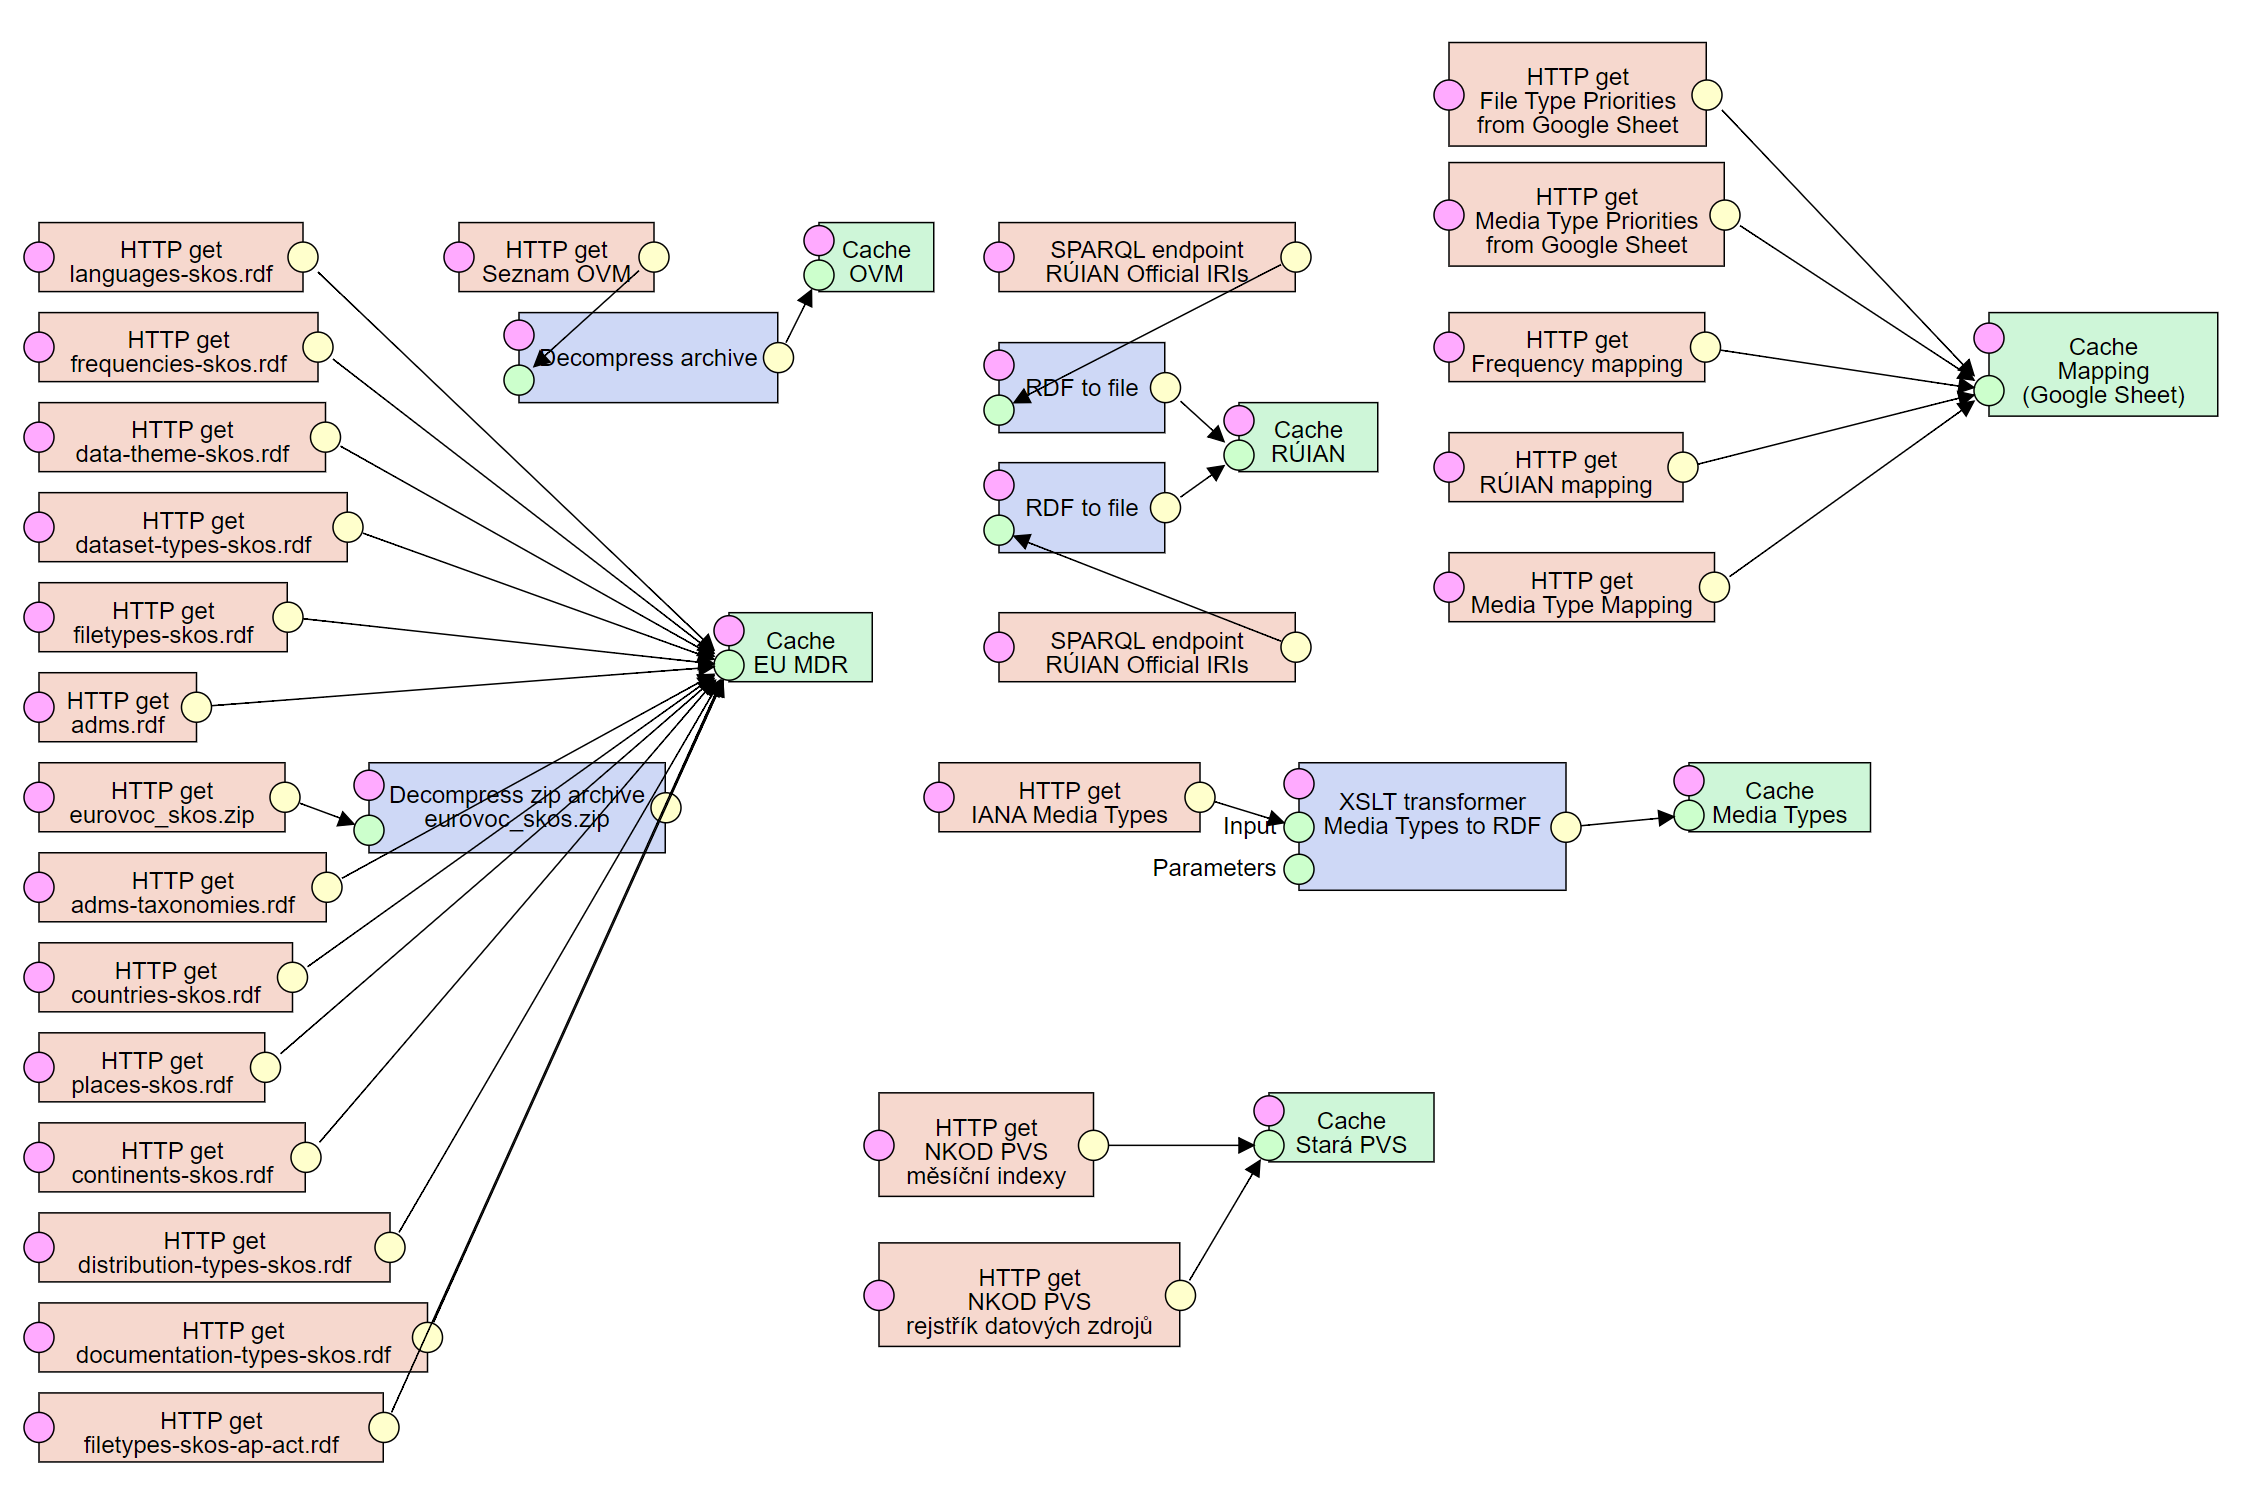 HTTP get
languages-skos.rdf
HTTP get
frequencies-skos.rdf
HTTP get
data-theme-skos.rdf
HTTP get
dataset-types-skos.rdf
HTTP get
filetypes-skos.rdf
HTTP get
adms.rdf
HTTP get
eurovoc_skos.zip
HTTP get
adms-taxonomies.rdf
HTTP get
countries-skos.rdf
HTTP get
places-skos.rdf
HTTP get
continents-skos.rdf
HTTP get
distribution-types-skos.rdf
HTTP get
documentation-types-skos.rdf
HTTP get
filetypes-skos-ap-act.rdf
Decompress zip archive
eurovoc_skos.zip
Cache
EU MDR
HTTP get
Seznam OVM
Decompress archive
Cache
OVM
SPARQL endpoint
RÚIAN Official IRIs
RDF to file
RDF to file
Cache
RÚIAN
SPARQL endpoint
RÚIAN Official IRIs
HTTP get
File Type Priorities
from Google Sheet
HTTP get
Media Type Priorities
from Google Sheet
HTTP get
Frequency mapping
HTTP get
RÚIAN mapping
HTTP get
Media Type Mapping
Cache
Mapping
(Google Sheet)
HTTP get
IANA Media Types
Input
Parameters
XSLT transformer
Media Types to RDF
Cache
Media Types
HTTP get
NKOD PVS
měsíční indexy
Cache
Stará PVS
HTTP get
NKOD PVS
rejstřík datových zdrojů